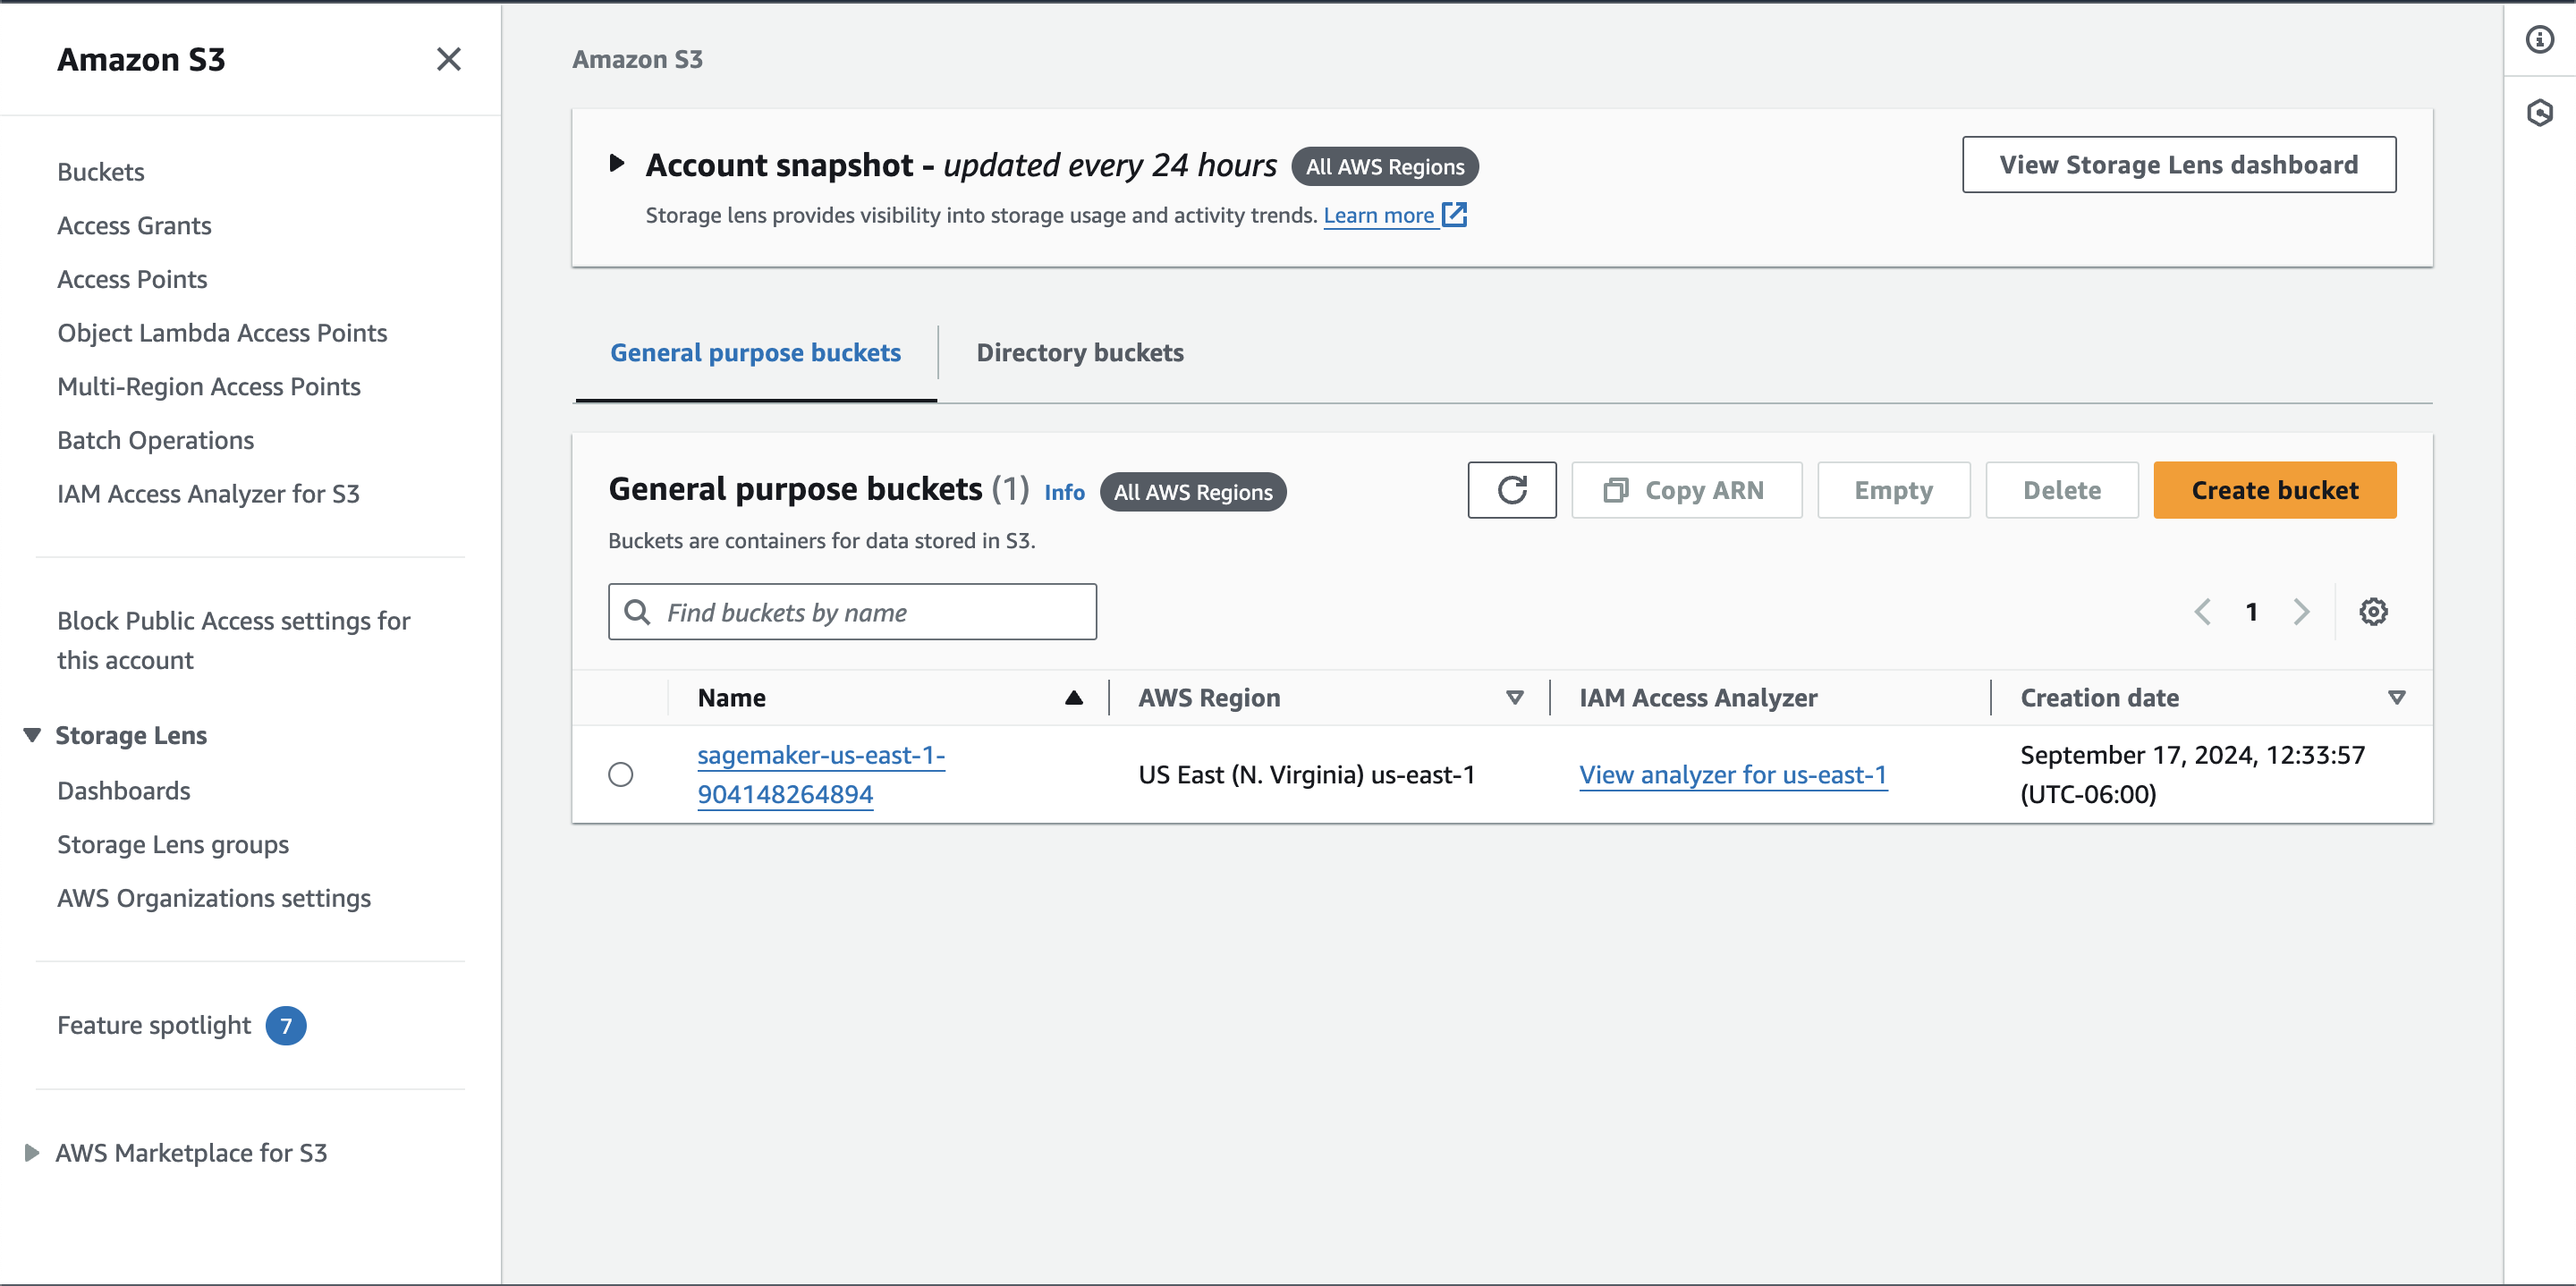 Amazon S3
Buckets
Access Grants
Access Points
Object Lambda Access Points
Multi-Region Access Points
Batch Operations
IAM Access Analyzer for S3
Block Public Access settings for
this account
Storage Lens
Dashboards
Storage Lens groups
AWS Organizations settings
Feature spotlight 7
AWS Marketplace for S3
Amazon S3
Account snapshot - updated every 24 hours All AWS Regions
View Storage Lens dashboard
Storage lens provides visibility into storage usage and activity trends. Learn more
General purpose buckets
Directory buckets
General purpose buckets (1) Info All AWS Regions
Copy ARN
Empty
Delete
Create bucket
Buckets are containers for data stored in S3.
Find buckets by name
1
Name AWS Region IAM Access Analyzer Creation date
sagemaker-us-east-1-
904148264894
US East (N. Virginia) us-east-1
View analyzer for us-east-1
September 17, 2024, 12:33:57
(UTC-06:00)